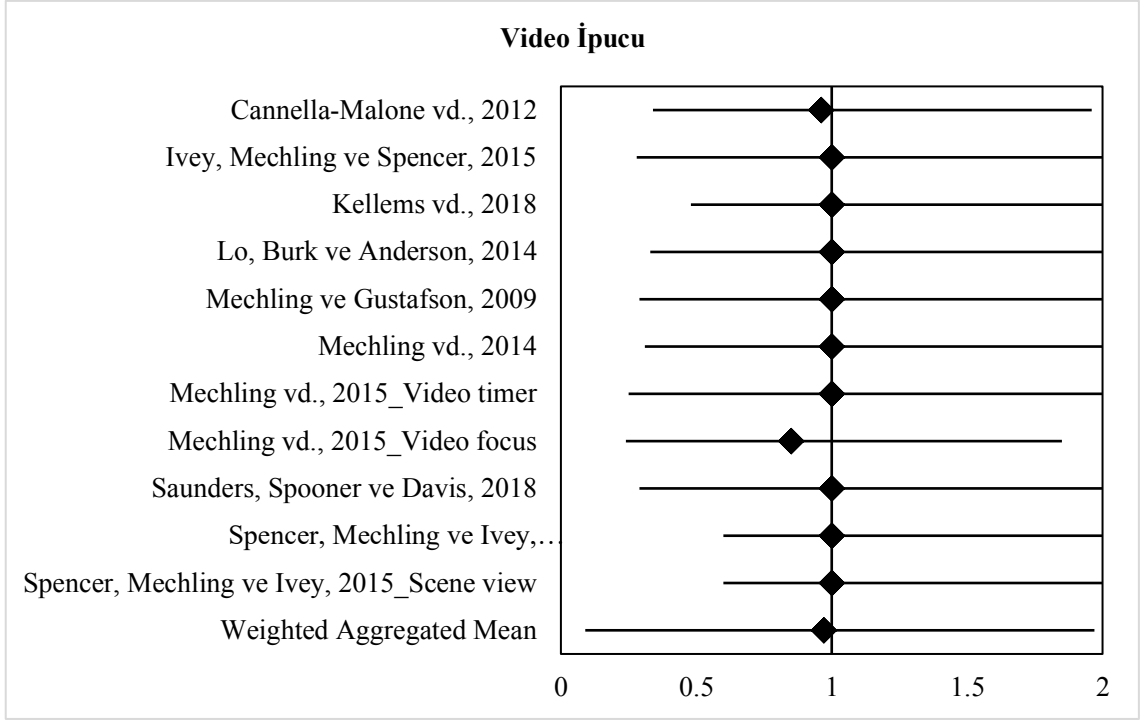 Video İpucu
Cannella-Malone vd., 2012
Ivey, Mechling ve Spencer, 2015
Kellems vd., 2018
Lo, Burk ve Anderson, 2014
Mechling ve Gustafson, 2009
Mechling vd., 2014
Mechling vd., 2015_Video timer
Mechling vd., 2015_Video focus
Saunders, Spooner ve Davis, 2018
Spencer, Mechling ve Ivey,…
Spencer, Mechling ve Ivey, 2015_Scene view
Weighted Aggregated Mean
0 0.5 1 1.5 2